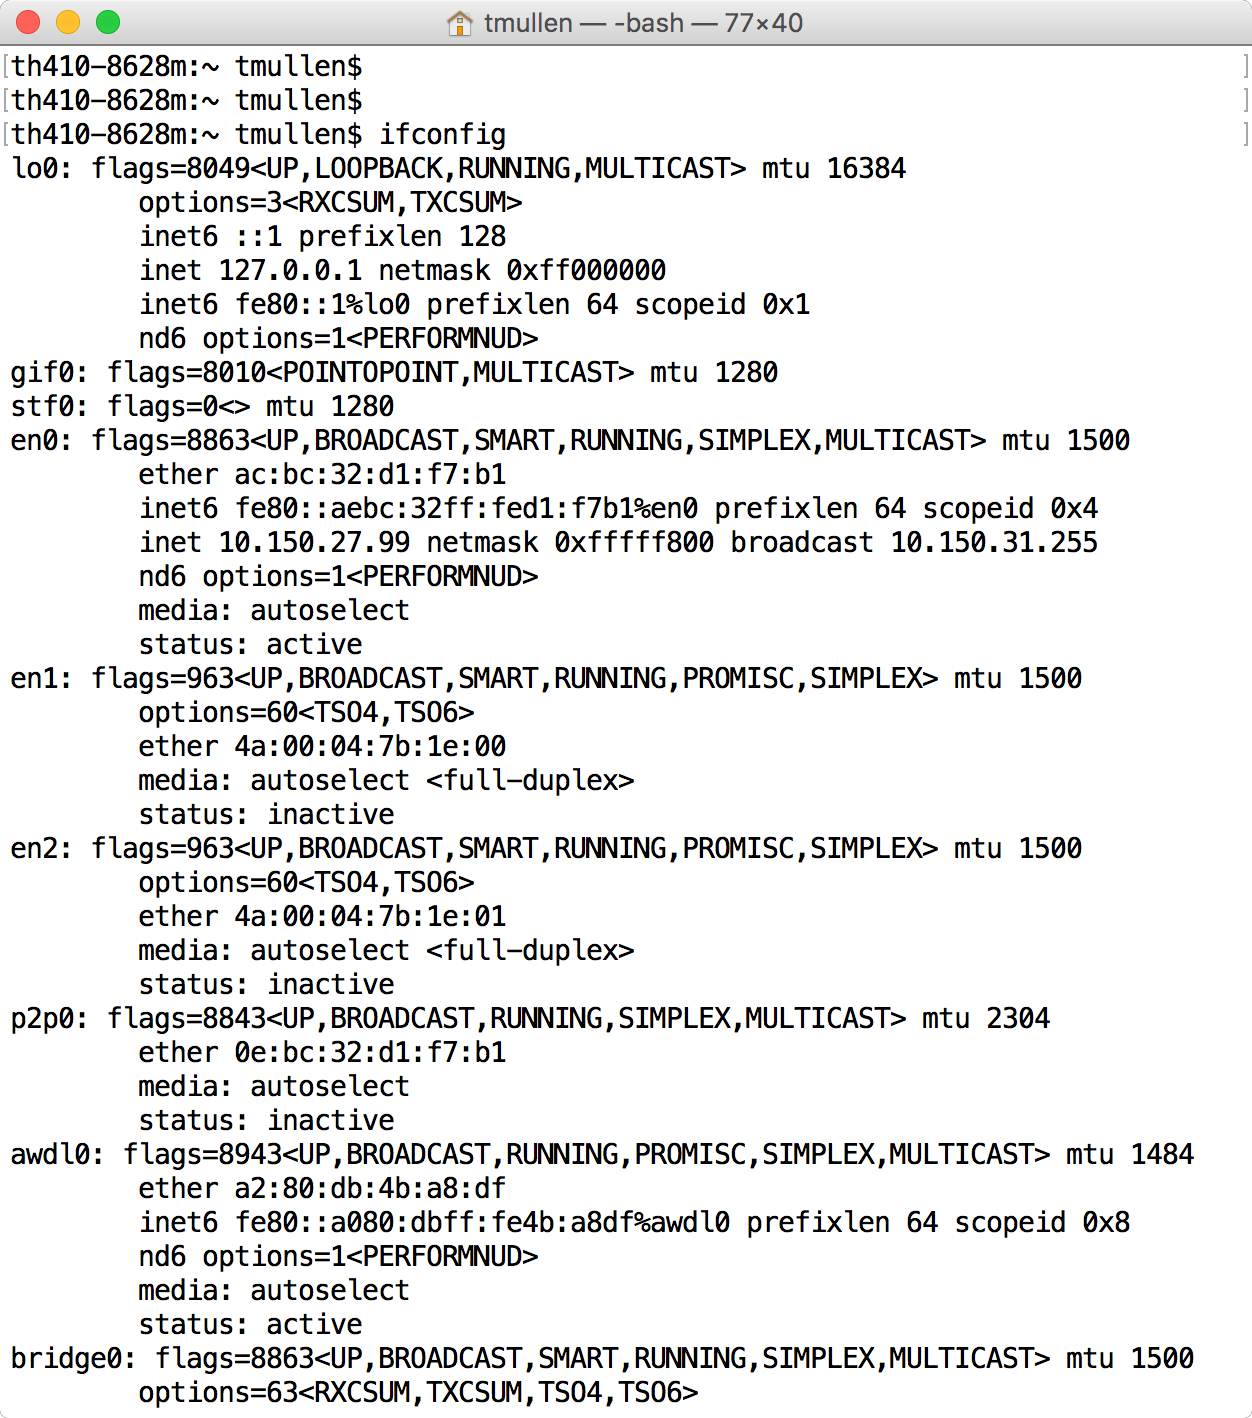 tmullen — -bash — 77×40
[th410-8628m:~ tmullen$ ]
[th410-8628m:~ tmullen$ ]
[th410-8628m:~ tmullen$ ifconfig ]
lo0: flags=8049<UP,LOOPBACK,RUNNING,MULTICAST> mtu 16384
        options=3<RXCSUM,TXCSUM>
        inet6 ::1 prefixlen 128
        inet 127.0.0.1 netmask 0xff000000
        inet6 fe80::1%lo0 prefixlen 64 scopeid 0x1
        nd6 options=1<PERFORMNUD>
gif0: flags=8010<POINTOPOINT,MULTICAST> mtu 1280
stf0: flags=0<> mtu 1280
en0: flags=8863<UP,BROADCAST,SMART,RUNNING,SIMPLEX,MULTICAST> mtu 1500
        ether ac:bc:32:d1:f7:b1
        inet6 fe80::aebc:32ff:fed1:f7b1%en0 prefixlen 64 scopeid 0x4
        inet 10.150.27.99 netmask 0xfffff800 broadcast 10.150.31.255
        nd6 options=1<PERFORMNUD>
        media: autoselect
        status: active
en1: flags=963<UP,BROADCAST,SMART,RUNNING,PROMISC,SIMPLEX> mtu 1500
        options=60<TSO4,TSO6>
        ether 4a:00:04:7b:1e:00
        media: autoselect <full-duplex>
        status: inactive
en2: flags=963<UP,BROADCAST,SMART,RUNNING,PROMISC,SIMPLEX> mtu 1500
        options=60<TSO4,TSO6>
        ether 4a:00:04:7b:1e:01
        media: autoselect <full-duplex>
        status: inactive
p2p0: flags=8843<UP,BROADCAST,RUNNING,SIMPLEX,MULTICAST> mtu 2304
        ether 0e:bc:32:d1:f7:b1
        media: autoselect
        status: inactive
awdl0: flags=8943<UP,BROADCAST,RUNNING,PROMISC,SIMPLEX,MULTICAST> mtu 1484
        ether a2:80:db:4b:a8:df
        inet6 fe80::a080:dbff:fe4b:a8df%awdl0 prefixlen 64 scopeid 0x8
        nd6 options=1<PERFORMNUD>
        media: autoselect
        status: active
bridge0: flags=8863<UP,BROADCAST,SMART,RUNNING,SIMPLEX,MULTICAST> mtu 1500
        options=63<RXCSUM,TXCSUM,TSO4,TSO6>